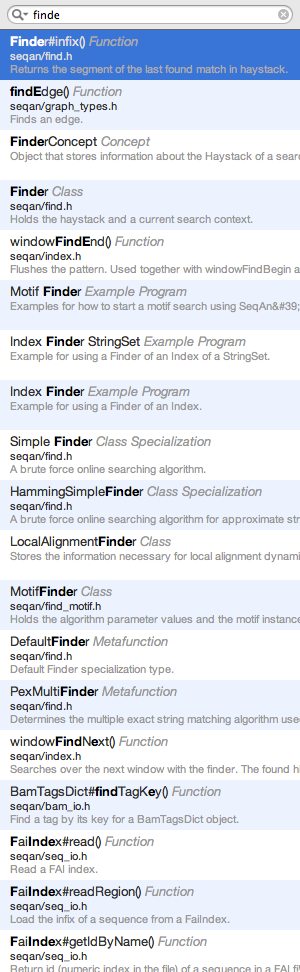 finde
Finder#infix() Function
seqan/find.h
Returns the segment of the last found match in haystack.
findEdge() Function
seqan/graph_types.h
Finds an edge.
FinderConcept Concept
Object that stores information about the Haystack of a sear
Finder Class
seqan/find.h
Holds the haystack and a current search context.
windowFindEnd() Function
seqan/index.h
Flushes the pattern. Used together with windowFindBegin a
Motif Finder Example Program
Examples for how to start a motif search using SeqAn&#39;
Index Finder StringSet Example Program
Example for using a Finder of an Index of a StringSet.
Index Finder Example Program
Example for using a Finder of an Index.
Simple Finder Class Specialization
seqan/find.h
A brute force online searching algorithm.
HammingSimpleFinder Class Specialization
seqan/find.h
A brute force online searching algorithm for approximate str
LocalAlignmentFinder Class
Stores the information necessary for local alignment dynami
MotifFinder Class
seqan/find_motif.h
Holds the algorithm parameter values and the motif instance
DefaultFinder Metafunction
seqan/find.h
Default Finder specialization type.
PexMultiFinder Metafunction
seqan/find.h
Determines the multiple exact string matching algorithm use
windowFindNext() Function
seqan/index.h
Searches over the next window with the finder. The found hi
BamTagsDict#findTagKey() Function
seqan/bam_io.h
Find a tag by its key for a BamTagsDict object.
FaiIndex#read() Function
seqan/seq_io.h
Read a FAI index.
FaiIndex#readRegion() Function
seqan/seq_io.h
Load the infix of a sequence from a FaiIndex.
FaiIndex#getIdByName() Function
seqan/seq_io.h
Return id (numeric index in the file) of a sequence in a FAI fi